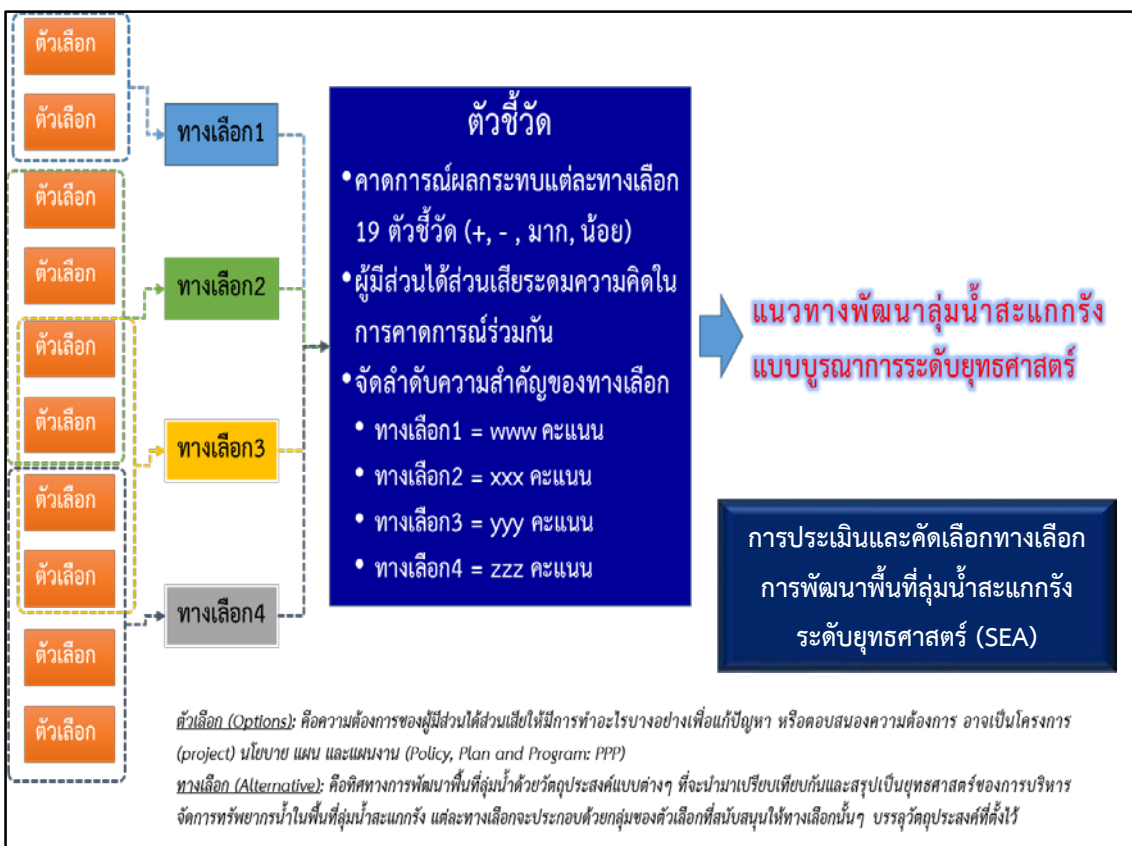 ตัวเลือก
ตัวเลือก
ตัวเลือก
ตัวเลือก
ตัวเลือก
ตัวเลือก
ตัวเลือก
ตัวเลือก
ตัวเลือก
ตัวเลือก
ทางเลือก1
ทางเลือก2
ทางเลือก3
ทางเลือก4
ตัวชี้วัด
•คาดการณ์ผลกระทบแต่ละทางเลือก
19 ตัวชี้วัด (+, - , มาก, น้อย)
•ผู้มีส่วนได้ส่วนเสียระดมความคิดใน
การคาดการณ์ร่วมกัน
•จัดลำดับความสำคัญของทางเลือก
• ทางเลือก1 = www คะแนน
• ทางเลือก2 = xxx คะแนน
• ทางเลือก3 = yyy คะแนน
• ทางเลือก4 = zzz คะแนน
แนวทางพัฒนาลุ่มน้ำสะแกกรัง
แบบบูรณาการระดับยุทธศาสตร์
การประเมินและคัดเลือกทางเลือก
การพัฒนาพื้นที่ลุ่มน้ำสะแกกรัง
ระดับยุทธศาสตร์ (SEA)
ตัวเลือก (Options): คือความต้องการของผู้มีส่วนได้ส่วนเสียให้มีการทำอะไรบางอย่างเพื่อแก้ปัญหา หรือตอบสนองความต้องการ อาจเป็นโครงการ
(project) นโยบาย แผน และแผนงาน (Policy, Plan and Program: PPP)
ทางเลือก (Alternative): คือทิศทางการพัฒนาพื้นที่ลุ่มน้ำด้วยวัตถุประสงค์แบบต่างๆ ที่จะนำมาเปรียบเทียบกันและสรุปเป็นยุทธศาสตร์ของการบริหาร
จัดการทรัพยากรน้ำในพื้นที่ลุ่มน้ำสะแกกรัง แต่ละทางเลือกจะประกอบด้วยกลุ่มของตัวเลือกที่สนับสนุนให้ทางเลือกนั้นๆ บรรลุวัตถุประสงค์ที่ตั้งไว้